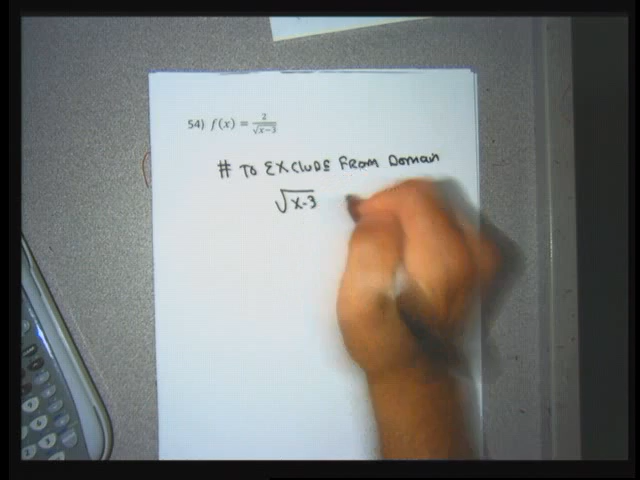 54) f(x) = 2/√x−3
# TO EXCLUDE FROM DOMAIN
√x-3